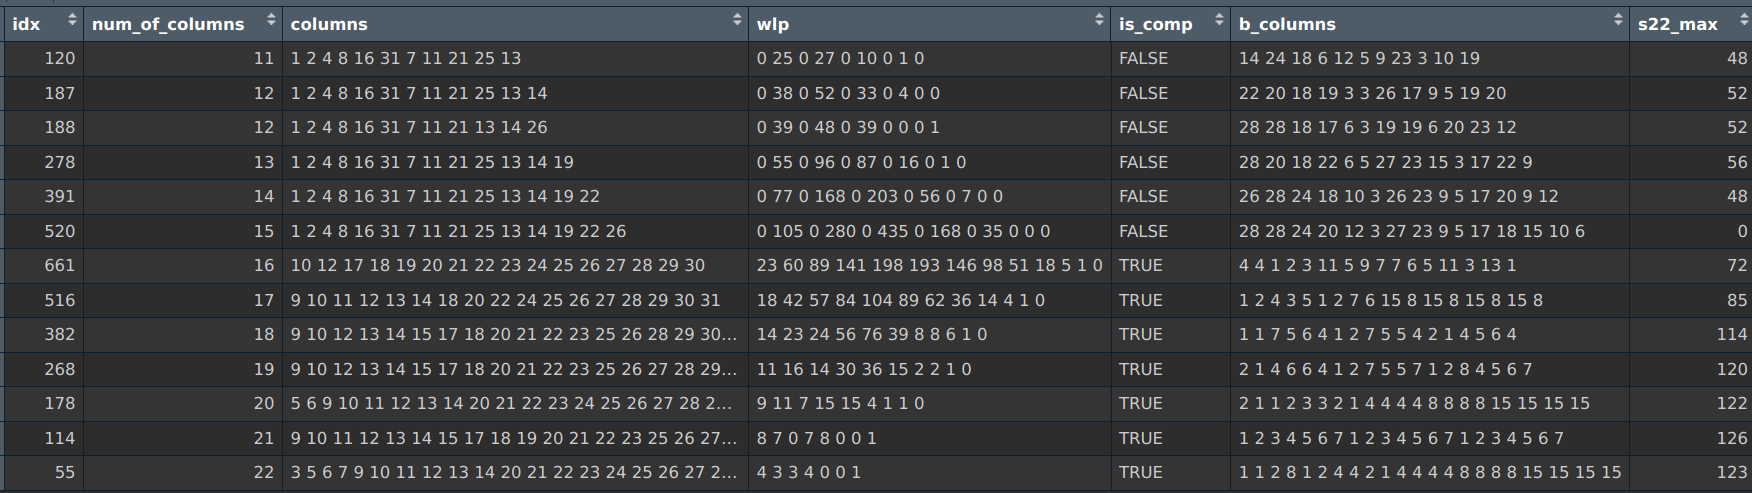 idx num_of_columns columns wlp is_comp b_columns s22_max
120 11 1 2 4 8 16 31 7 11 21 25 13 0 25 0 27 0 10 0 1 0 FALSE 14 24 18 6 12 5 9 23 3 10 19 48
187 12 1 2 4 8 16 31 7 11 21 25 13 14 0 38 0 52 0 33 0 4 0 0 FALSE 22 20 18 19 3 3 26 17 9 5 19 20 52
188 12 1 2 4 8 16 31 7 11 21 13 14 26 0 39 0 48 0 39 0 0 0 1 FALSE 28 28 18 17 6 3 19 19 6 20 23 12 52
278 13 1 2 4 8 16 31 7 11 21 25 13 14 19 0 55 0 96 0 87 0 16 0 1 0 FALSE 28 20 18 22 6 5 27 23 15 3 17 22 9 56
391 14 1 2 4 8 16 31 7 11 21 25 13 14 19 22 0 77 0 168 0 203 0 56 0 7 0 0 FALSE 26 28 24 18 10 3 26 23 9 5 17 20 9 12 48
520 15 1 2 4 8 16 31 7 11 21 25 13 14 19 22 26 0 105 0 280 0 435 0 168 0 35 0 0 0 FALSE 28 28 24 20 12 3 27 23 9 5 17 18 15 10 6 0
661 16 10 12 17 18 19 20 21 22 23 24 25 26 27 28 29 30 23 60 89 141 198 193 146 98 51 18 5 1 0 TRUE 4 4 1 2 3 11 5 9 7 7 6 5 11 3 13 1 72
516 17 9 10 11 12 13 14 18 20 22 24 25 26 27 28 29 30 31 18 42 57 84 104 89 62 36 14 4 1 0 TRUE 1 2 4 3 5 1 2 7 6 15 8 15 8 15 8 15 8 85
382 18 9 10 12 13 14 15 17 18 20 21 22 23 25 26 28 29 30... 14 23 24 56 76 39 8 8 6 1 0 TRUE 1 1 7 5 6 4 1 2 7 5 5 4 2 1 4 5 6 4 114
268 19 9 10 12 13 14 15 17 18 20 21 22 23 25 26 27 28 29... 11 16 14 30 36 15 2 2 1 0 TRUE 2 1 4 6 6 4 1 2 7 5 5 7 1 2 8 4 5 6 7 120
178 20 5 6 9 10 11 12 13 14 20 21 22 23 24 25 26 27 28 2... 9 11 7 15 15 4 1 1 0 TRUE 2 1 1 2 3 3 2 1 4 4 4 4 8 8 8 8 15 15 15 15 122
114 21 9 10 11 12 13 14 15 17 18 19 20 21 22 23 25 26 27... 8 7 0 7 8 0 0 1 TRUE 1 2 3 4 5 6 7 1 2 3 4 5 6 7 1 2 3 4 5 6 7 126
55 22 3 5 6 7 9 10 11 12 13 14 20 21 22 23 24 25 26 27 2... 4 3 3 4 0 0 1 TRUE 1 1 2 8 1 2 4 4 2 1 4 4 4 4 8 8 8 8 15 15 15 15 123